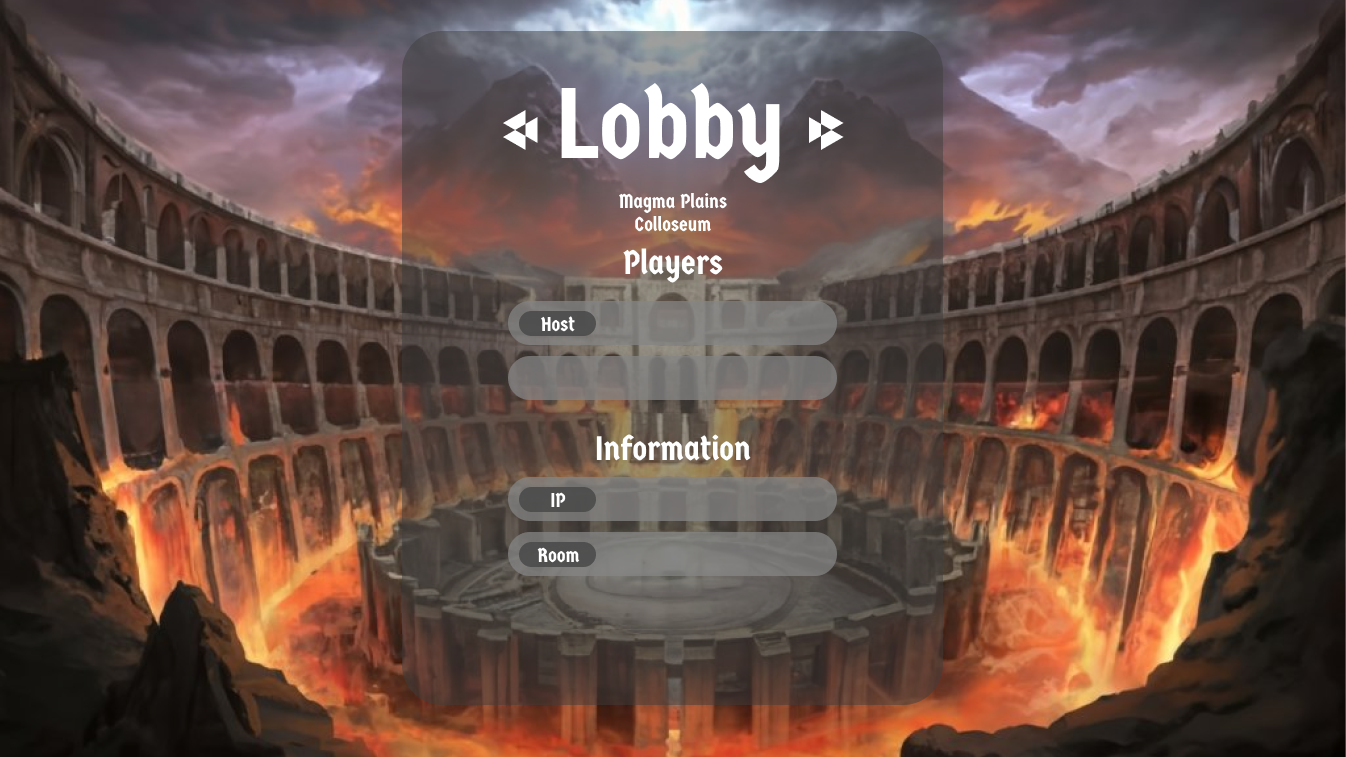 Lobby
Magma Plains
Colloseum
Players
Host
Information
IP
Room